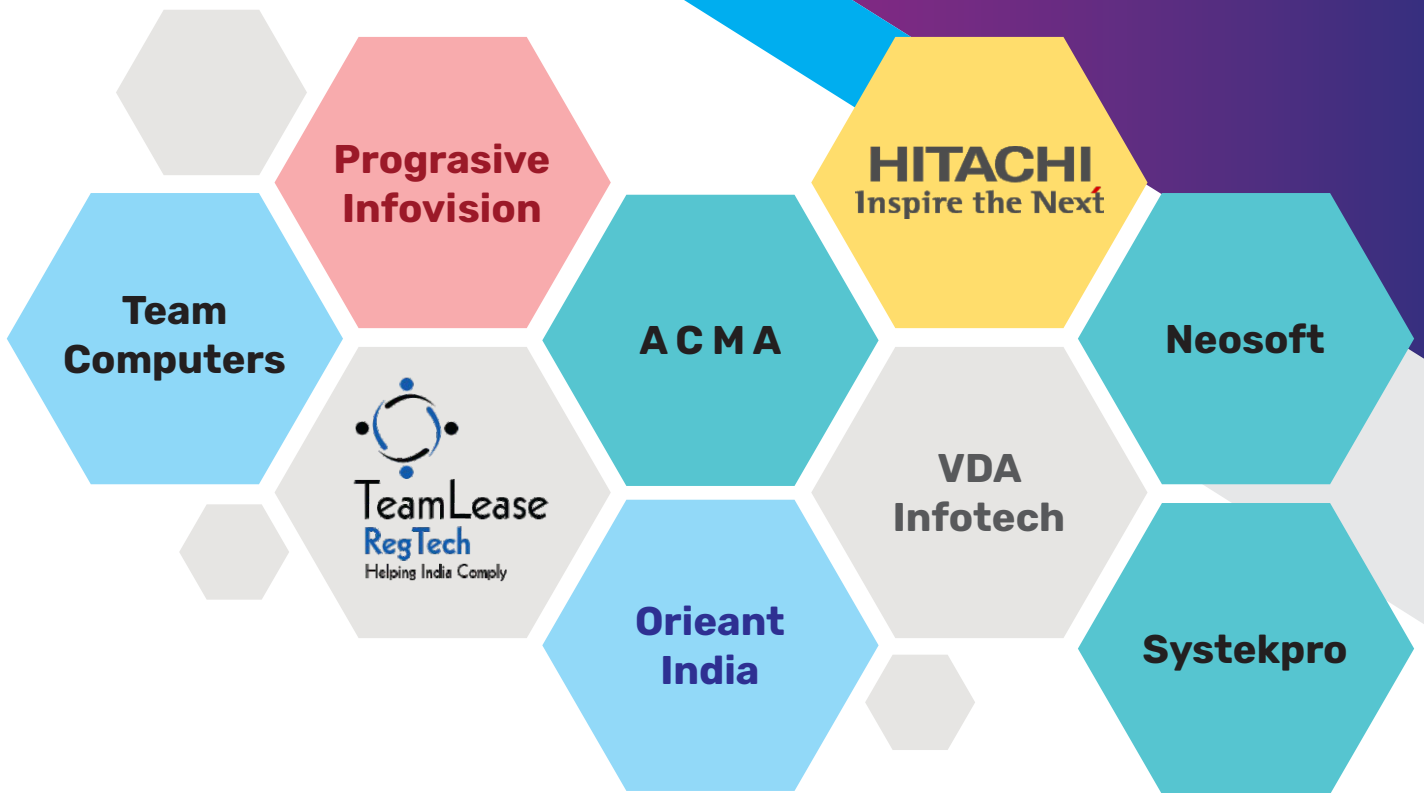 Prograsive
Infovision
HITACHI
Inspire the Next
Team
Computers
A C M A
Neosoft
TeamLease
RegTech
Helping India Comply
VDA
Infotech
Orieant
India
Systekpro